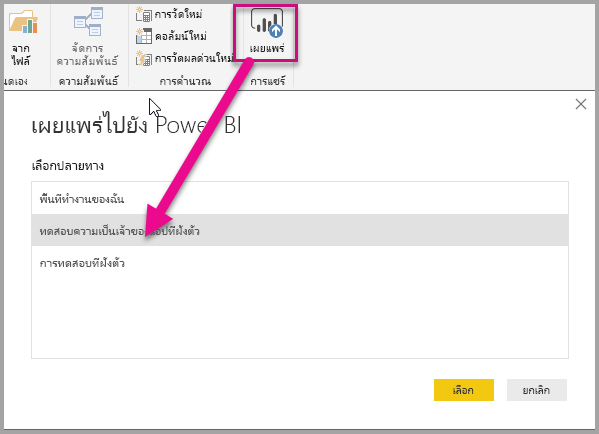 จาก
ไฟล์
จัดการ
ความสัมพันธ์
ความสัมพันธ์
การวัดใหม่
คอลัมน์ใหม่
การวัดผลด่วนใหม่
การคำนวณ
เผยแพร่
การแชร์
เผยแพร่ไปยัง Power BI
เลือกปลายทาง
พื้นที่ทำงานของฉัน
ทดสอบความเป็นเจ้าของ
การทดสอบที่ฝังตัว
เลือก
ยกเลิก